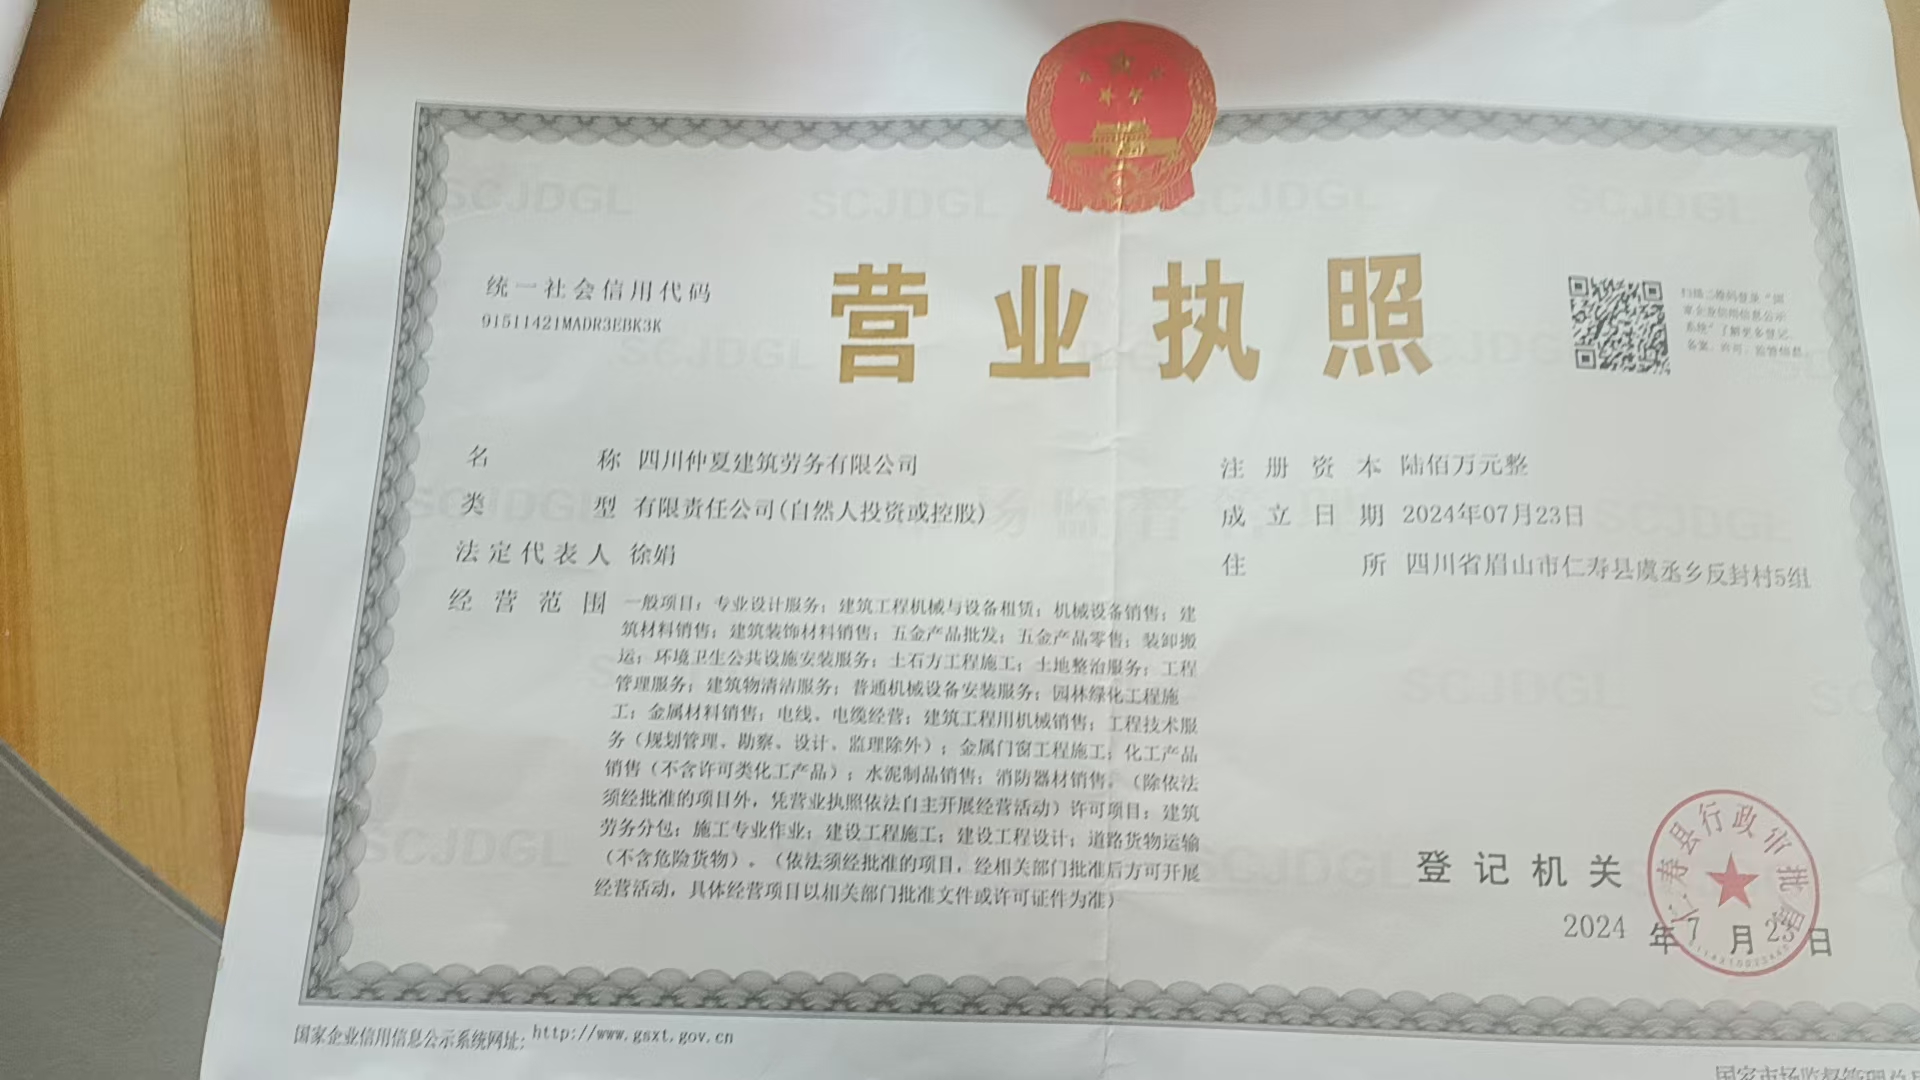 营业执照
统一社会信用代码
91511421MADR3EBK3K
扫描二维码登录“国
家企业信用信息公示
系统”了解更多登记、
备案、许可、监管信息。
名称 四川仲夏建筑劳务有限公司
类型 有限责任公司(自然人投资或控股)
法定代表人 徐娟
经营范围 一般项目：专业设计服务；建筑工程机械与设备租赁；机械设备销售；建
筑材料销售；建筑装饰材料销售；五金产品批发；五金产品零售；装卸搬
运；环境卫生公共设施安装服务；土石方工程施工；土地整治服务；工程
管理服务；建筑物清洁服务；普通机械设备安装服务；园林绿化工程施
工；金属材料销售；电线、电缆经营；建筑工程用机械销售；工程技术服
务（规划管理、勘察、设计、监理除外）；金属门窗工程施工；化工产品
销售（不含许可类化工产品）；水泥制品销售；消防器材销售。（除依法
须经批准的项目外，凭营业执照依法自主开展经营活动）许可项目：建筑
劳务分包；施工专业作业；建设工程施工；建设工程设计；道路货物运输
（不含危险货物）。（依法须经批准的项目，经相关部门批准后方可开展
经营活动，具体经营项目以相关部门批准文件或许可证件为准）
注册资本 陆佰万元整
成立日期 2024年07月23日
住所 四川省眉山市仁寿县虞丞乡反封村5组
登记机关
仁寿县行政审批局
2024年7月23日
国家企业信用信息公示系统网址：http://www.gsxt.gov.cn
国家市场监督管理总局